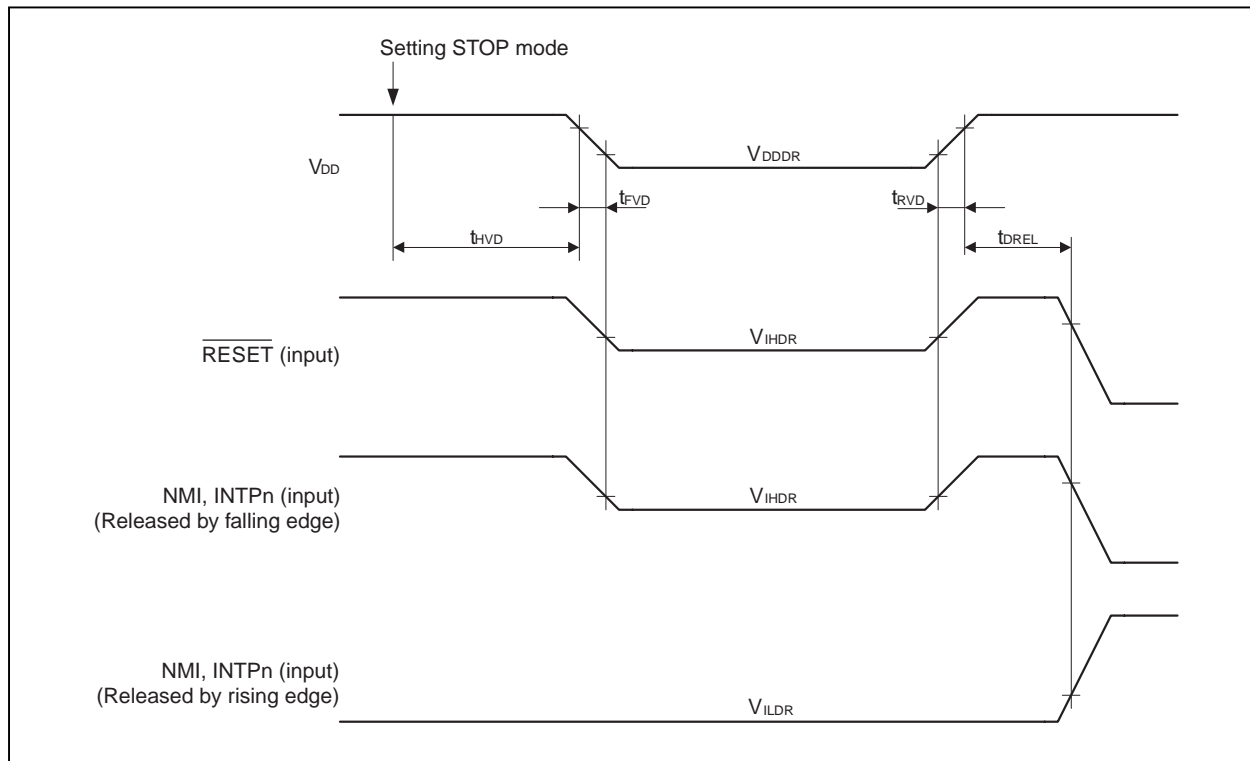 Setting STOP mode
VDD
VDDDR
tFVD
tRVD
tHVD
tDREL
RESET (input)
VIHDR
NMI, INTPn (input)
(Released by falling edge)
VIHDR
NMI, INTPn (input)
(Released by rising edge)
VILDR